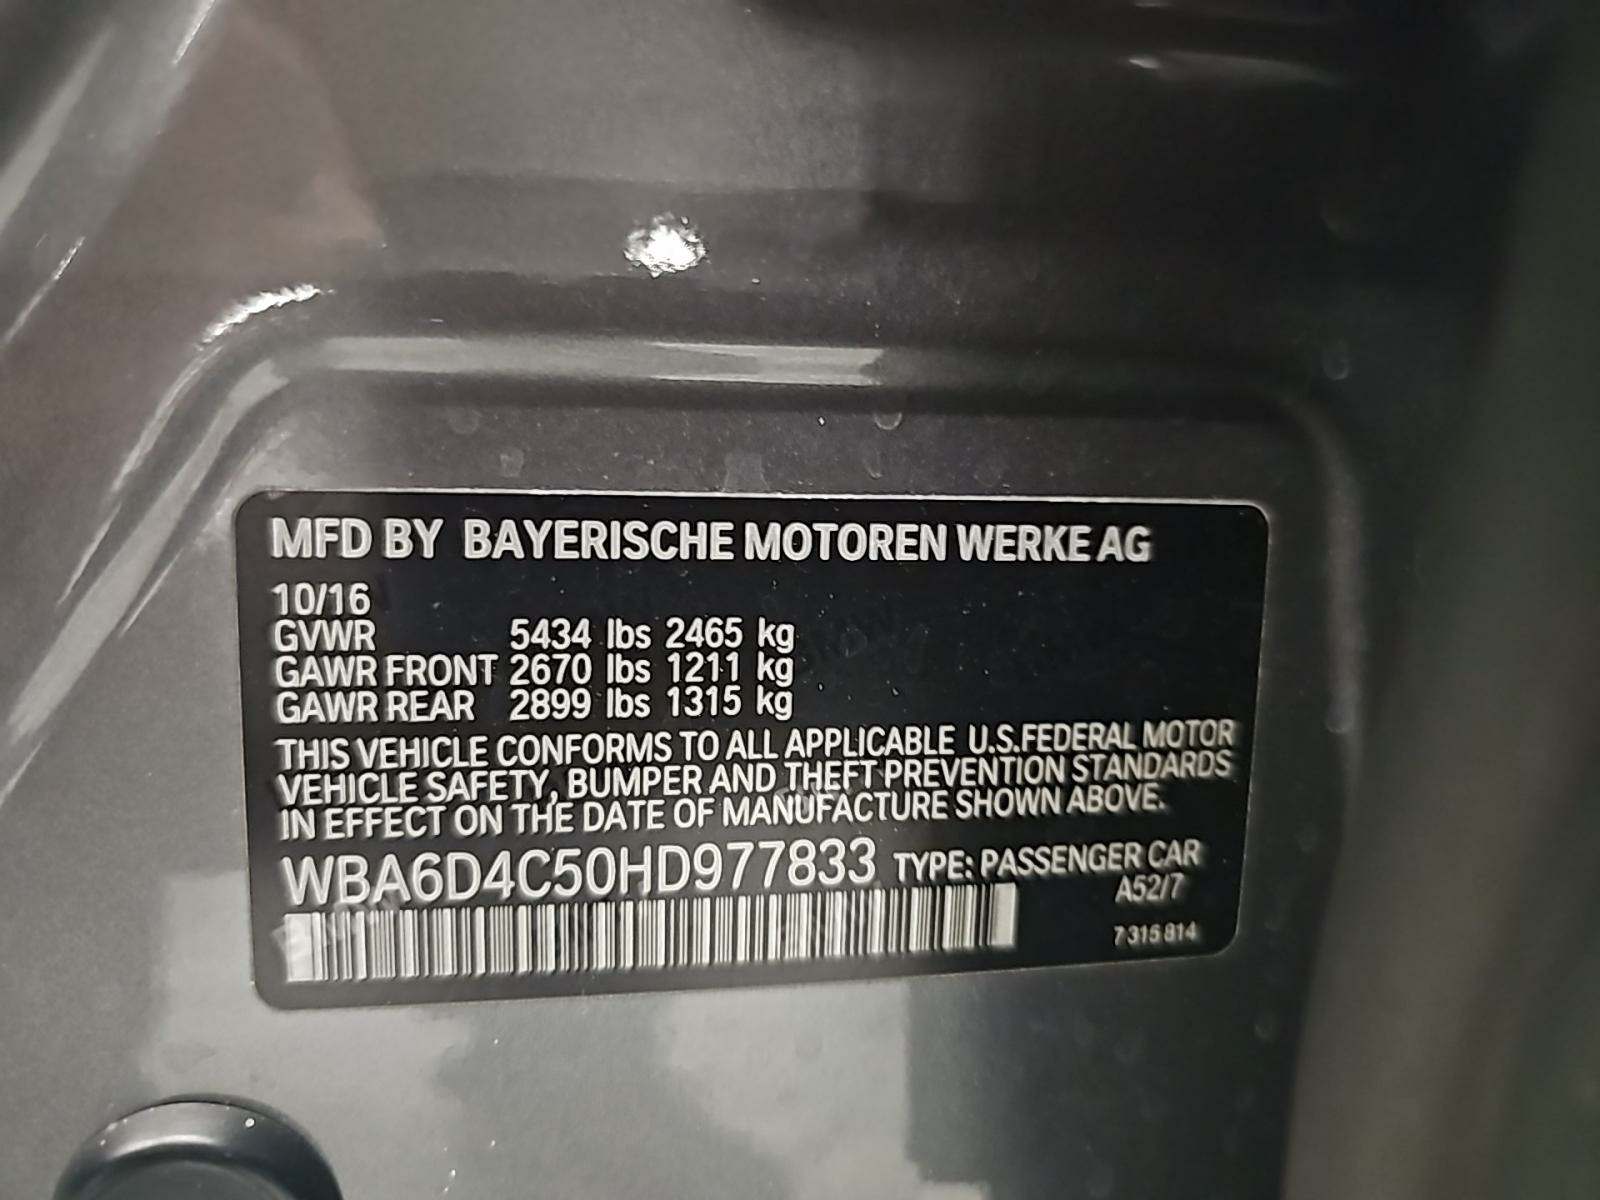 MFD BY BAYERISCHE MOTOREN WERKE AG
10/16
GVWR 5434 lbs 2465 kg
GAWR FRONT 2670 lbs 1211 kg
GAWR REAR 2899 lbs 1315 kg
THIS VEHICLE CONFORMS TO ALL APPLICABLE U.S.FEDERAL MOTOR
VEHICLE SAFETY, BUMPER AND THEFT PREVENTION STANDARDS
IN EFFECT ON THE DATE OF MANUFACTURE SHOWN ABOVE.
WBA6D4C50HD977833 TYPE: PASSENGER CAR
A52/7
7 315 814